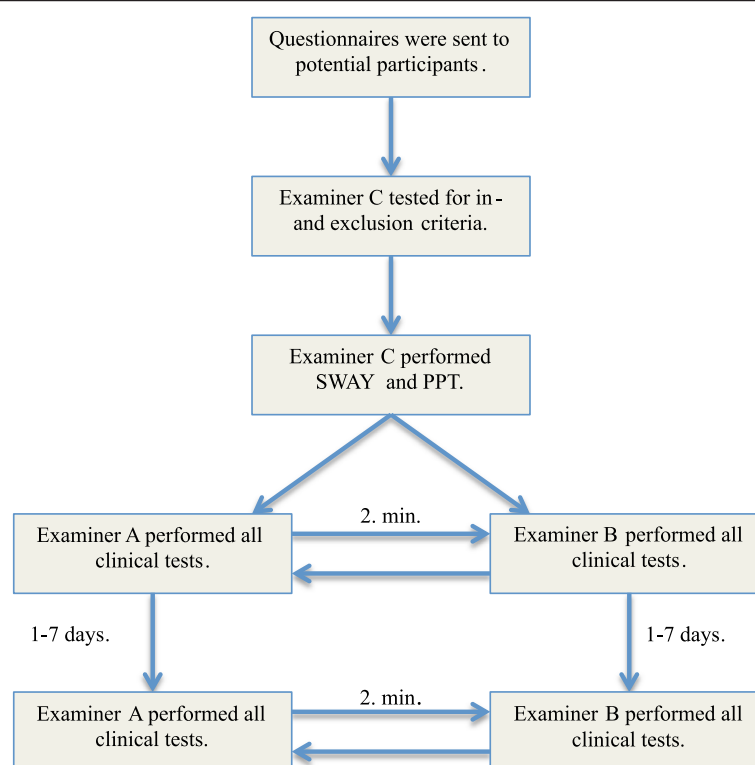 Questionnaires were sent to
potential participants.
Examiner C tested for in-
and exclusion criteria.
Examiner C performed
SWAY and PPT.
Examiner A performed all
clinical tests.
2. min.
Examiner B performed all
clinical tests.
1-7 days.
1-7 days.
Examiner A performed all
clinical tests.
2. min.
Examiner B performed all
clinical tests.